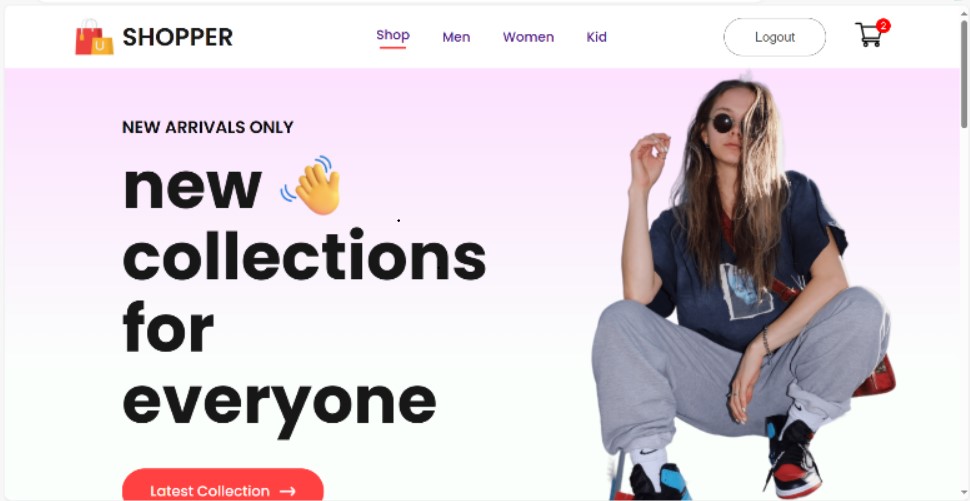 SHOPPER
Shop
Men
Women
Kid
Logout
2
NEW ARRIVALS ONLY
new
collections
for
everyone
Latest Collection →